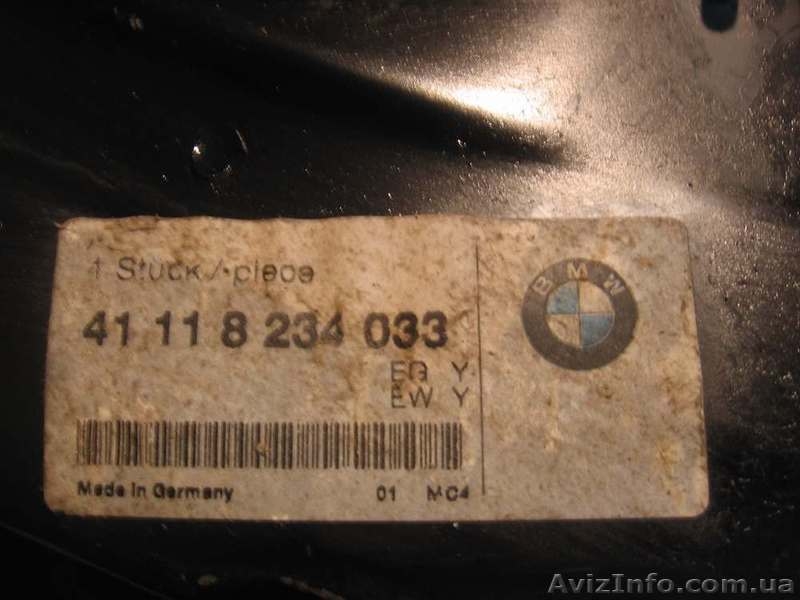 1 Stück / piece
41 11 8 234 033
EG Y
EW Y
Made in Germany 01 MC4
BMW
AvizInfo.com.ua